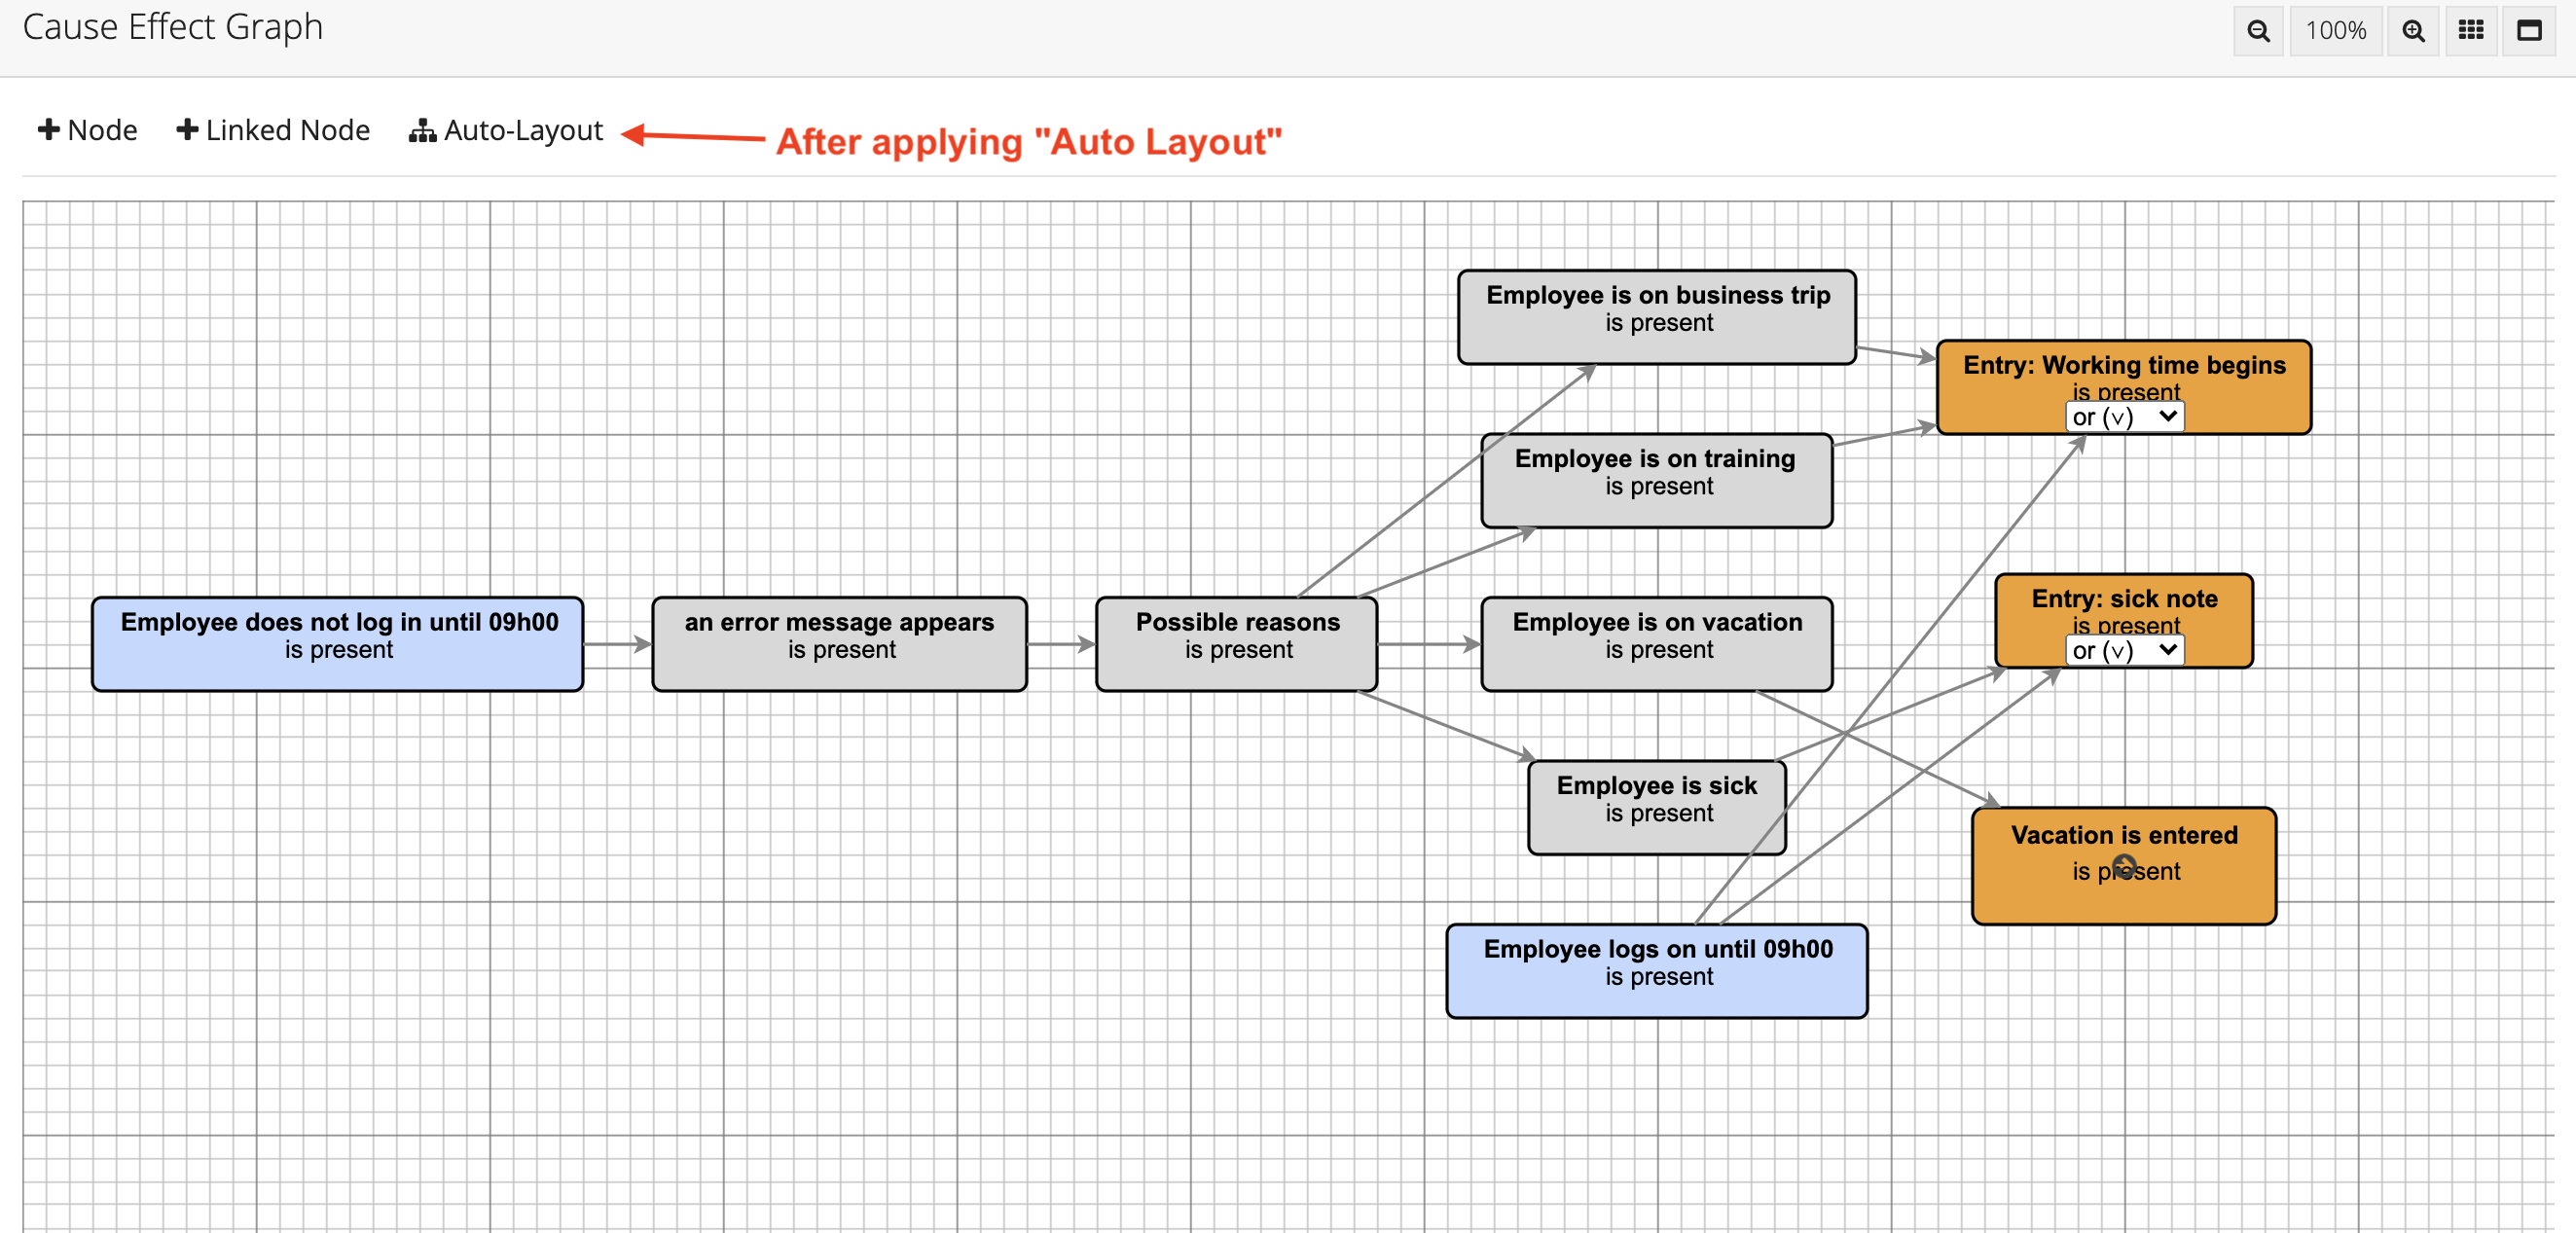 Cause Effect Graph
100%
Node
Linked Node
Auto-Layout
After applying "Auto Layout"
Employee is on business trip
is present
Entry: Working time begins
is present
or (∨)
Employee is on training
is present
Employee does not log in until 09h00
is present
an error message appears
is present
Possible reasons
is present
Employee is on vacation
is present
Entry: sick note
is present
or (∨)
Employee is sick
is present
Vacation is entered
is present
Employee logs on until 09h00
is present